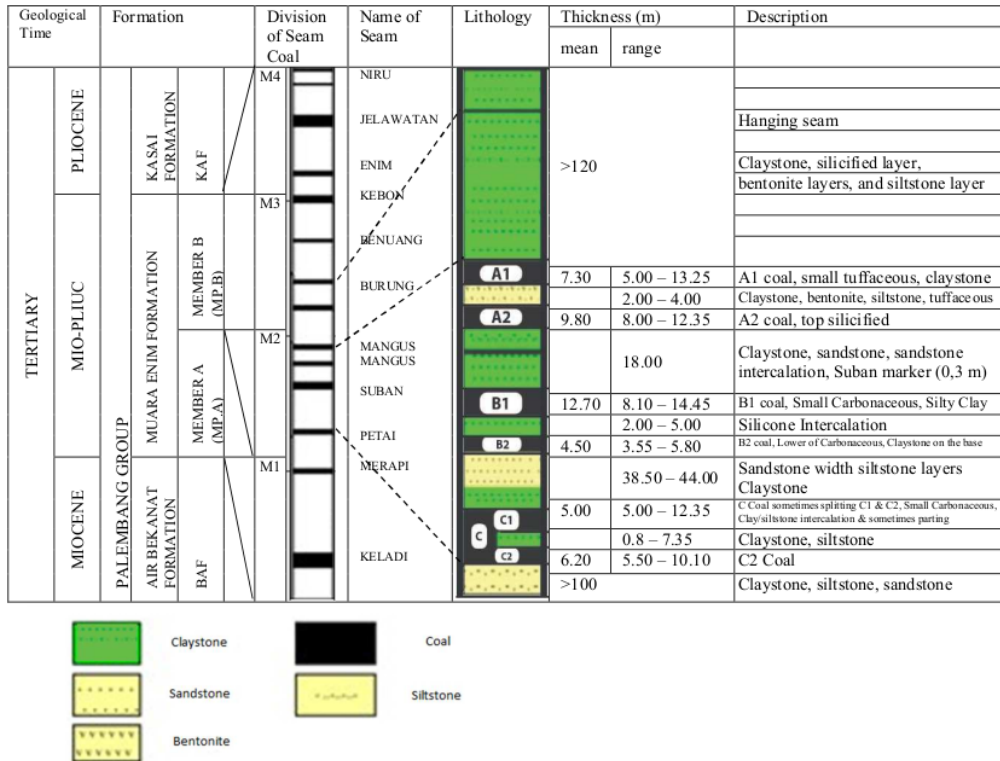 Geological Time
Formation
Division of Seam Coal
Name of Seam
Lithology
Thickness (m)
Description
mean
range
TERTIARY
PLIOCENE
MIO-PLIUC
MIOCENE
PALEMBANG GROUP
KASAI FORMATION
KAF
MUARA ENIM FORMATION
MEMBER B (MP.B)
MEMBER A (MP.A)
AIR BEKANAT FORMATION
BAF
M4
M3
M2
M1
NIRU
JELAWATAN
ENIM
KEBON
BENUANG
BURUNG
MANGUS
MANGUS
SUBAN
PETAI
MERAPI
KELADI
A1
A2
B1
B2
C1
C
C2
>120
Hanging seam
Claystone, silicified layer,
bentonite layers, and siltstone layer
7.30 5.00 – 13.25 A1 coal, small tuffaceous, claystone
2.00 – 4.00 Claystone, bentonite, siltstone, tuffaceous
9.80 8.00 – 12.35 A2 coal, top silicified
18.00 Claystone, sandstone, sandstone
intercalation, Suban marker (0,3 m)
12.70 8.10 – 14.45 B1 coal, Small Carbonaceous, Silty Clay
2.00 – 5.00 Silicone Intercalation
4.50 3.55 – 5.80 B2 coal, Lower of Carbonaceous, Claystone on the base
38.50 – 44.00 Sandstone width siltstone layers
Claystone
5.00 5.00 – 12.35 C Coal sometimes splitting C1 & C2, Small Carbonaceous,
Clay/siltstone intercalation & sometimes parting
0.8 – 7.35 Claystone, siltstone
6.20 5.50 – 10.10 C2 Coal
>100 Claystone, siltstone, sandstone
Claystone
Coal
Sandstone
Siltstone
Bentonite